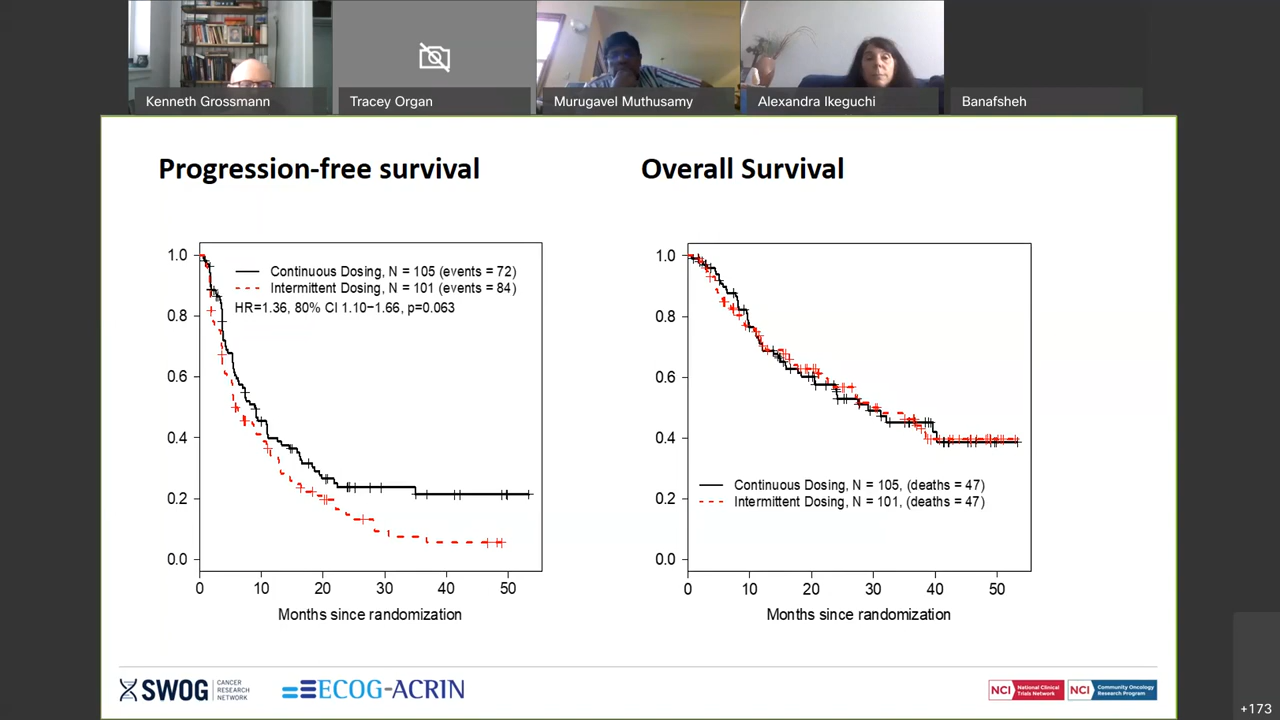 Kenneth Grossmann
Tracey Organ
Murugavel Muthusamy
Alexandra Ikeguchi
Banafsheh
Progression-free survival
Overall Survival
1.0
0.8
0.6
0.4
0.2
0.0
Continuous Dosing, N = 105 (events = 72)
Intermittent Dosing, N = 101 (events = 84)
HR=1.36, 80% CI 1.10−1.66, p=0.063
0 10 20 30 40 50
Months since randomization
1.0
0.8
0.6
0.4
0.2
0.0
Continuous Dosing, N = 105, (deaths = 47)
Intermittent Dosing, N = 101, (deaths = 47)
0 10 20 30 40 50
Months since randomization
SWOG
CANCER
RESEARCH
NETWORK
ECOG-ACRIN
NCI National Clinical
Trials Network
NCI Community Oncology
Research Program
+173